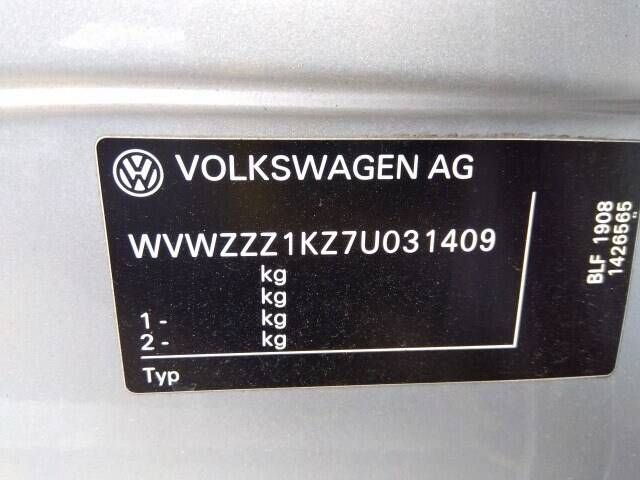 VOLKSWAGEN AG
WVWZZZ1KZ7U031409
kg
kg
1 - kg
2 - kg
Typ
BLF 1908
1426565